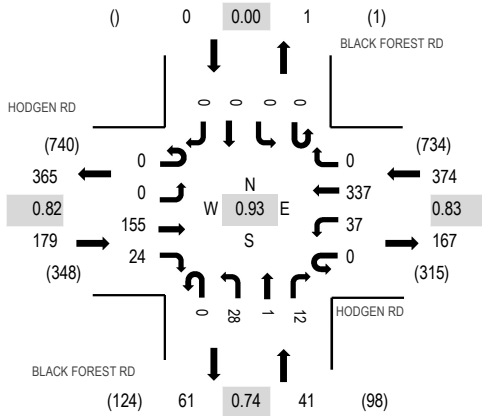 () 0 0.00 1 (1)
BLACK FOREST RD
HODGEN RD
0 0 0 0
(740) (734)
365 0 0 374
0 N 337
0.82 W 0.93 E 0.83
179 155 S 37 167
24 0
(348) (315)
0 28 1 12
HODGEN RD
BLACK FOREST RD
(124) 61 0.74 41 (98)